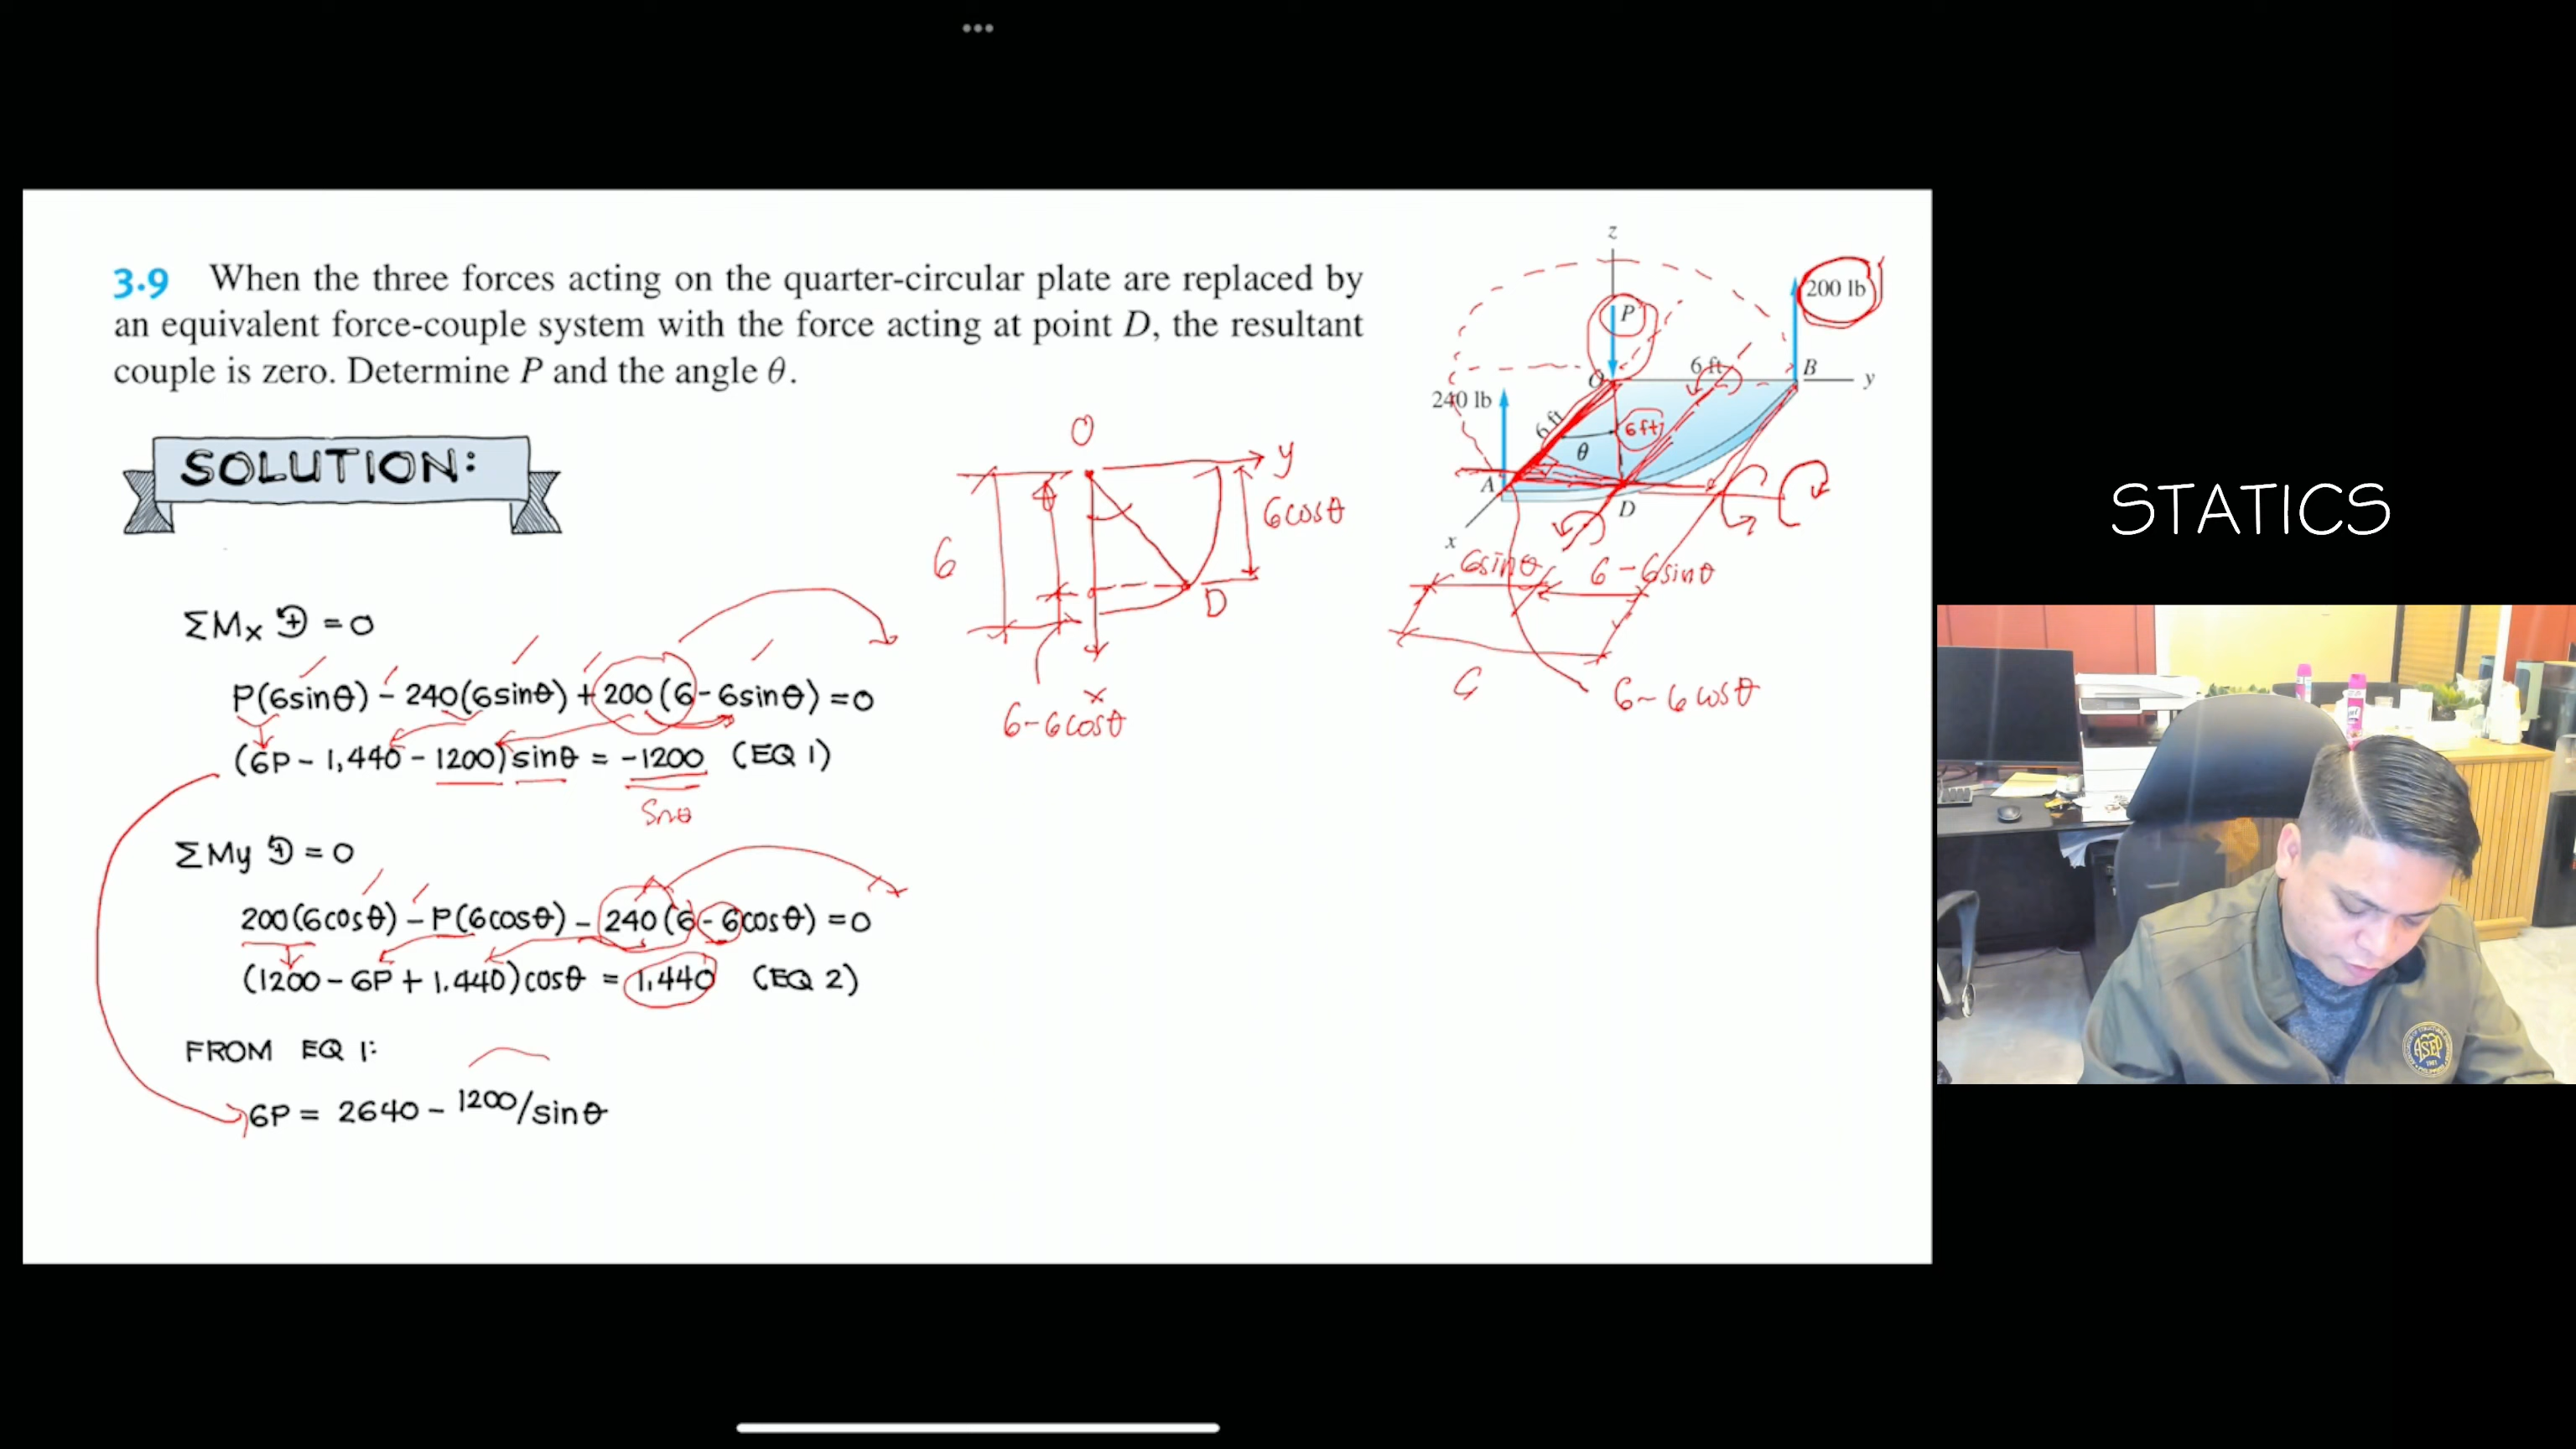 3.9 When the three forces acting on the quarter-circular plate are replaced by
an equivalent force-couple system with the force acting at point D, the resultant
couple is zero. Determine P and the angle θ.
SOLUTION:
ΣMx = 0
P(6sinθ) - 240(6sinθ) + 200(6 - 6sinθ) = 0
(6P - 1,440 - 1200) sinθ = -1200 (EQ 1)
ΣMy = 0
200(6cosθ) - P(6cosθ) - 240(6 - 6cosθ) = 0
(1200 - 6P + 1.440) cosθ = 1,440 (EQ 2)
FROM EQ 1:
6P = 2640 - 1200/sinθ
O
y
6cosθ
6
D
x
6-6cosθ
z
P
200 lb
O
6 ft
B
y
240 lb
6 ft
6 ft
θ
A
D
x
6sinθ
6-6sinθ
6-6cosθ
STATICS
ASEP